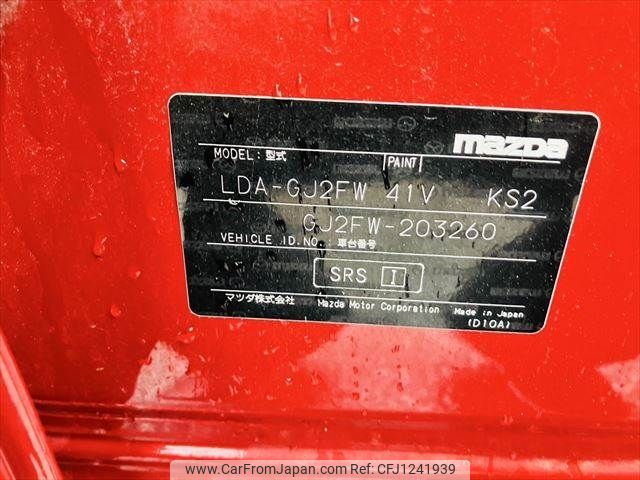 mazda
MODEL: 型式 PAINT
LDA-GJ2FW 41V KS2
GJ2FW-203260
VEHICLE .ID.NO. 車台番号
SRS I
マツダ株式会社 Mazda Motor Corporation Made in Japan
(D10A)
www.CarFromJapan.com Ref:CFJ1241939